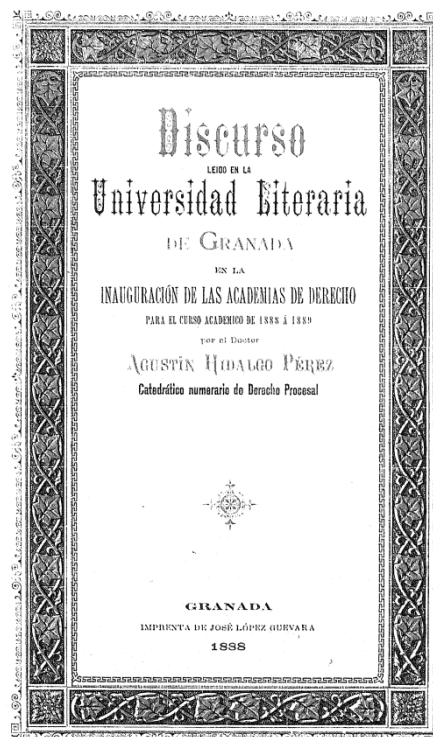 Discurso
LEIDO EN LA
Universidad Literaria
DE GRANADA
EN LA
INAUGURACIÓN DE LAS ACADEMIAS DE DERECHO
PARA EL CURSO ACADEMICO DE 1888 Á 1889
por el Doctor
AGUSTÍN HIDALGO PÉREZ
Catedrático numerario de Derecho Procesal
GRANADA
IMPRENTA DE JOSÉ LÓPEZ GUEVARA
1888